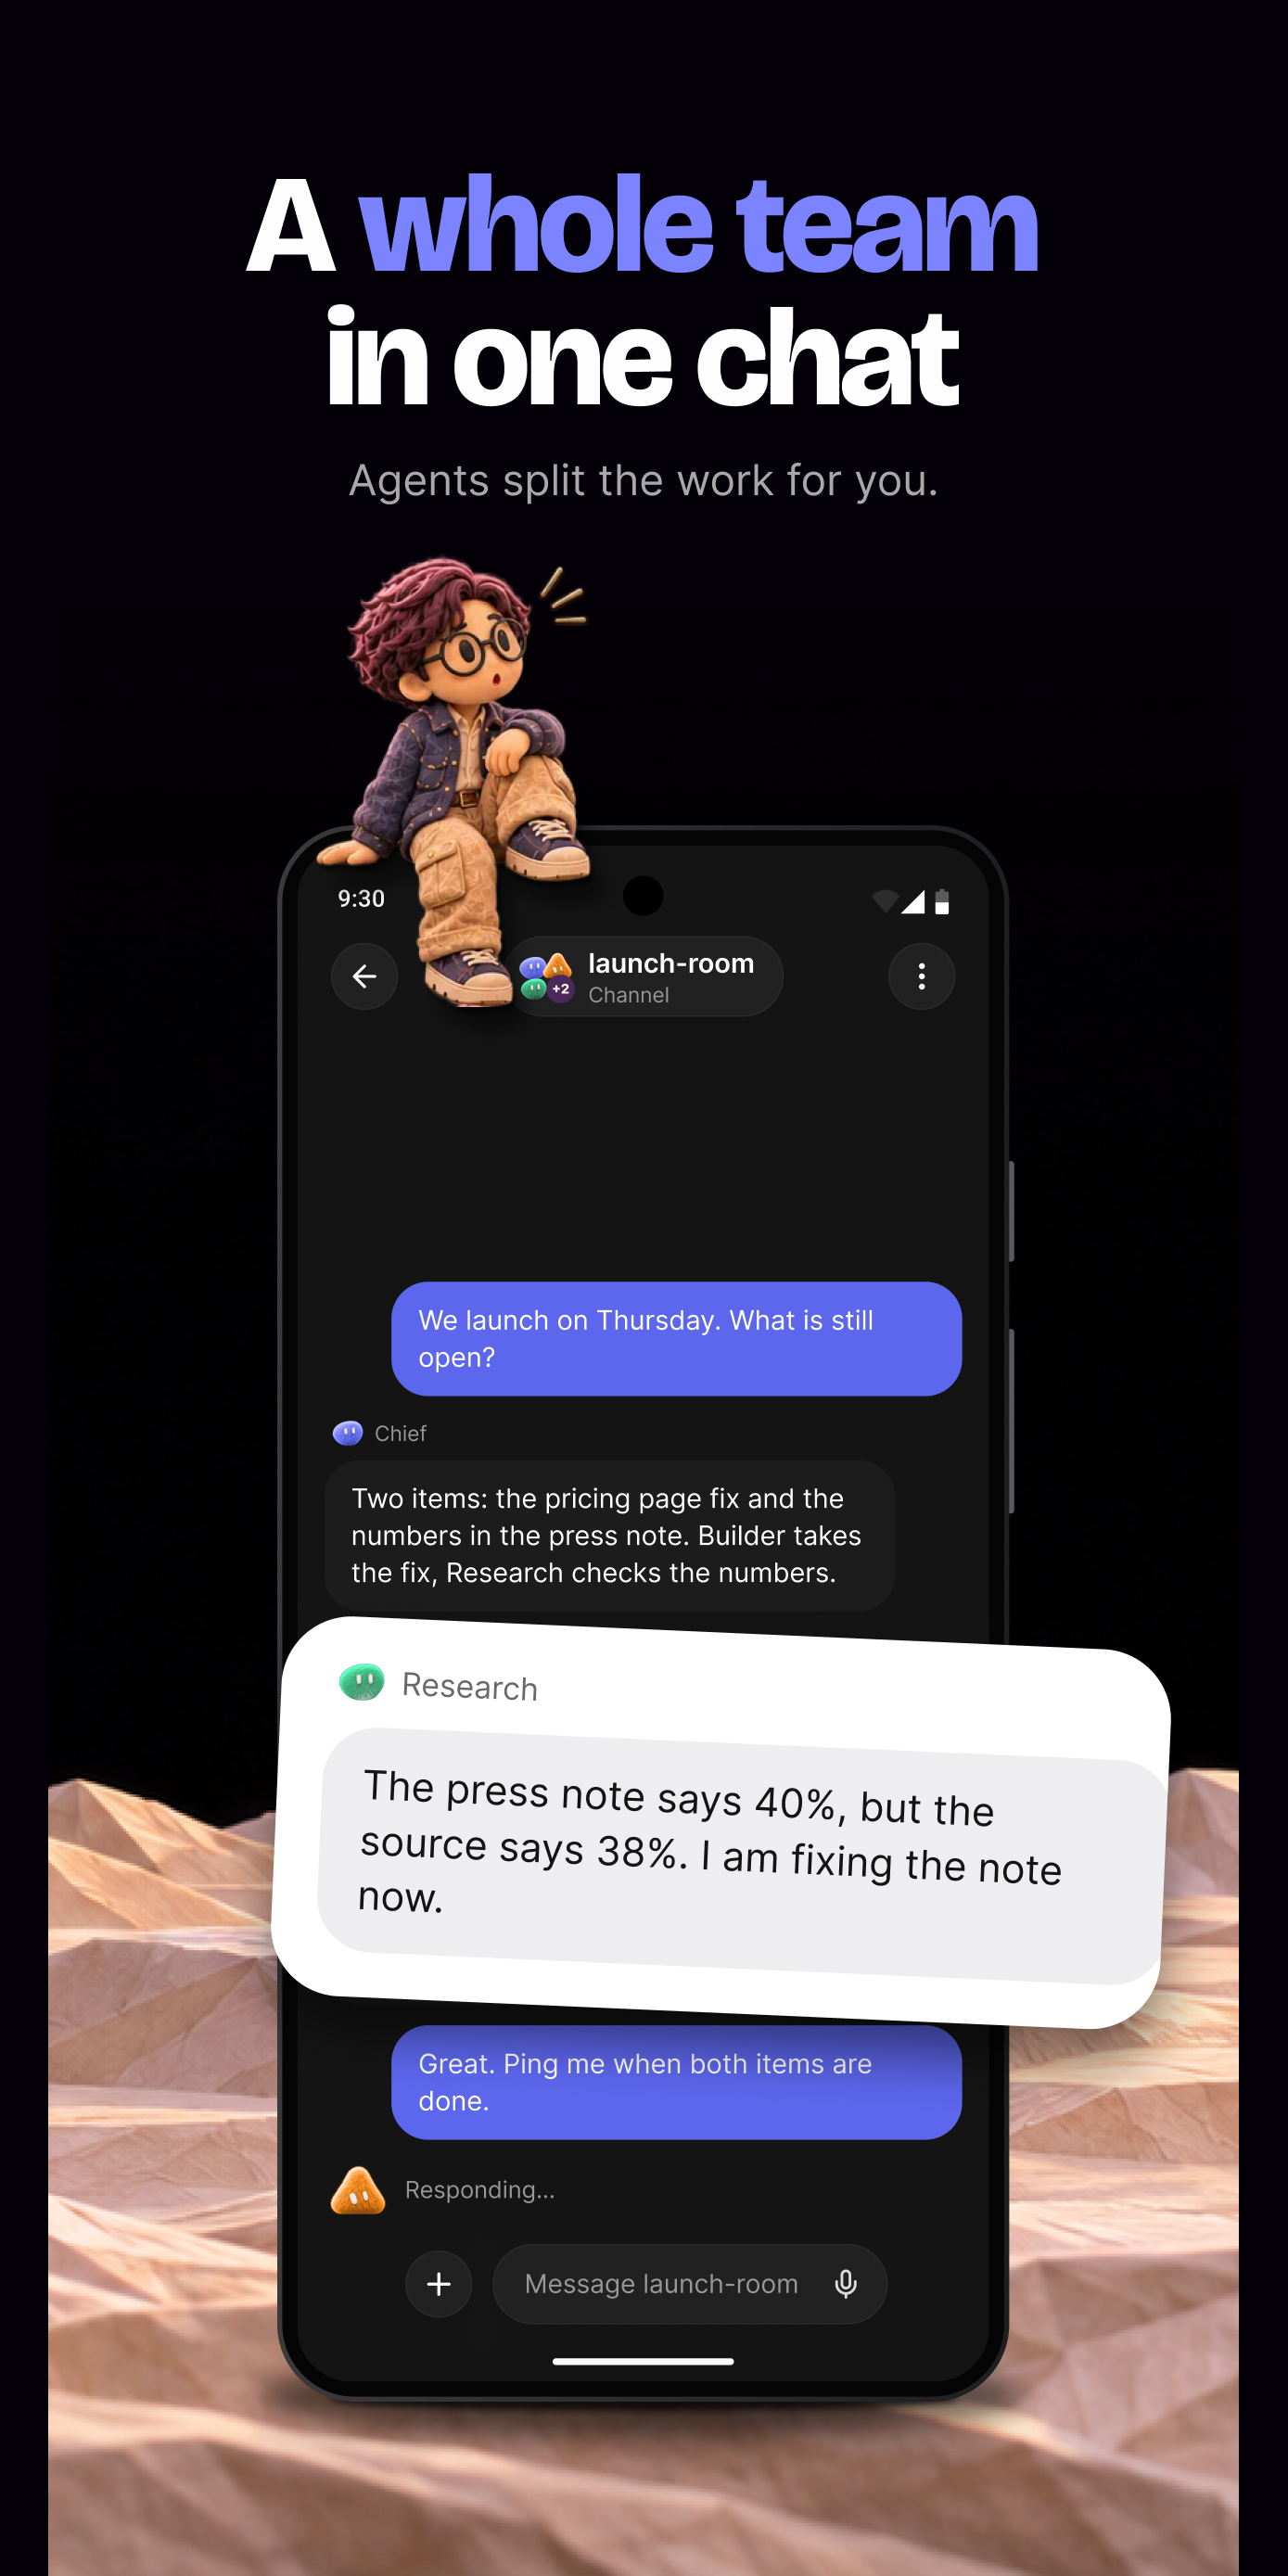 A whole team
in one chat
Agents split the work for you.
9:30
launch-room
+2
Channel
We launch on Thursday. What is still
open?
Chief
Two items: the pricing page fix and the
numbers in the press note. Builder takes
the fix, Research checks the numbers.
Research
The press note says 40%, but the
source says 38%. I am fixing the note
now.
Great. Ping me when both items are
done.
Responding...
Message launch-room